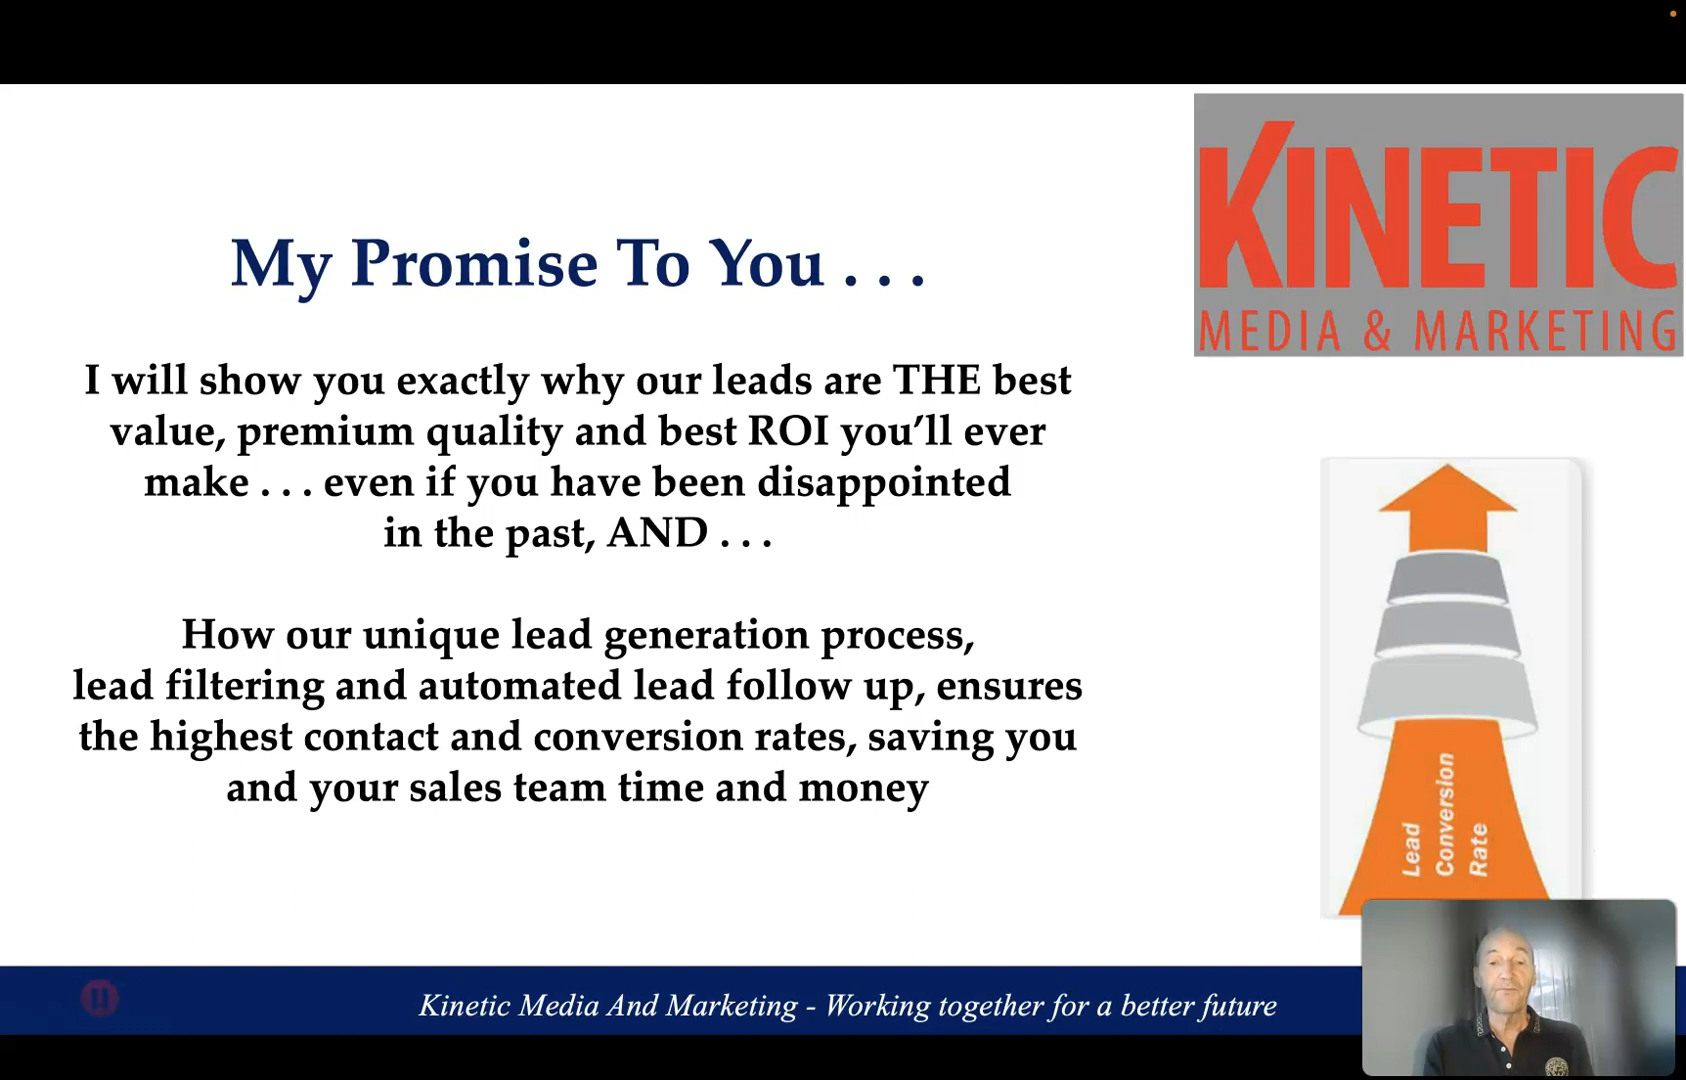 KINETIC
MEDIA & MARKETING
My Promise To You . . .
I will show you exactly why our leads are THE best
value, premium quality and best ROI you’ll ever
make . . . even if you have been disappointed
in the past, AND . . .
How our unique lead generation process,
lead filtering and automated lead follow up, ensures
the highest contact and conversion rates, saving you
and your sales team time and money
Lead
Conversion
Rate
Kinetic Media And Marketing - Working together for a better future